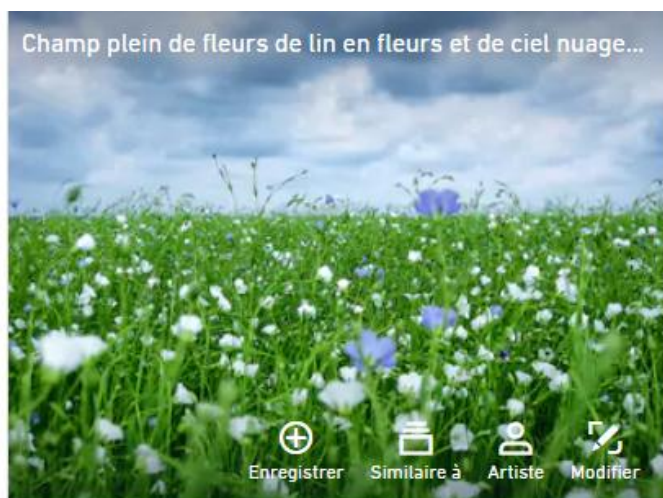 Champ plein de fleurs de lin en fleurs et de ciel nuage...
Enregistrer Similaire à Artiste Modifier